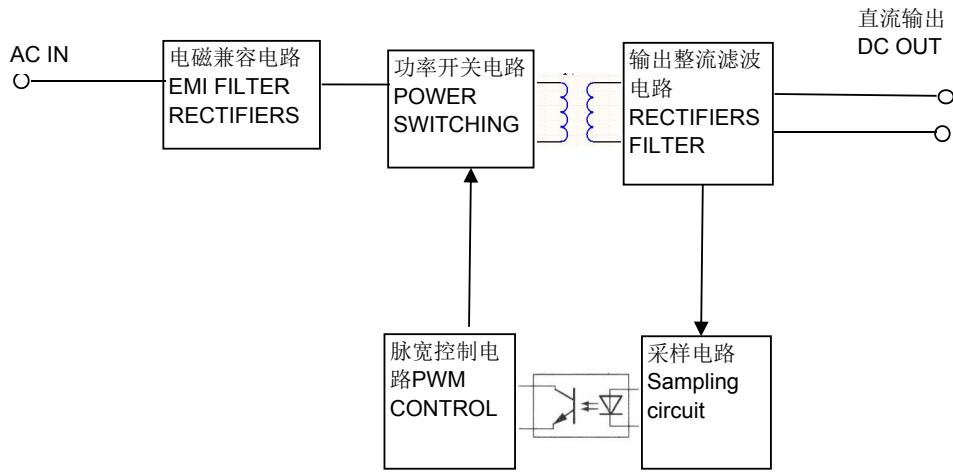 AC IN
电磁兼容电路
EMI FILTER
RECTIFIERS
功率开关电路
POWER
SWITCHING
输出整流滤波
电路
RECTIFIERS
FILTER
直流输出
DC OUT
脉宽控制电
路PWM
CONTROL
采样电路
Sampling
circuit